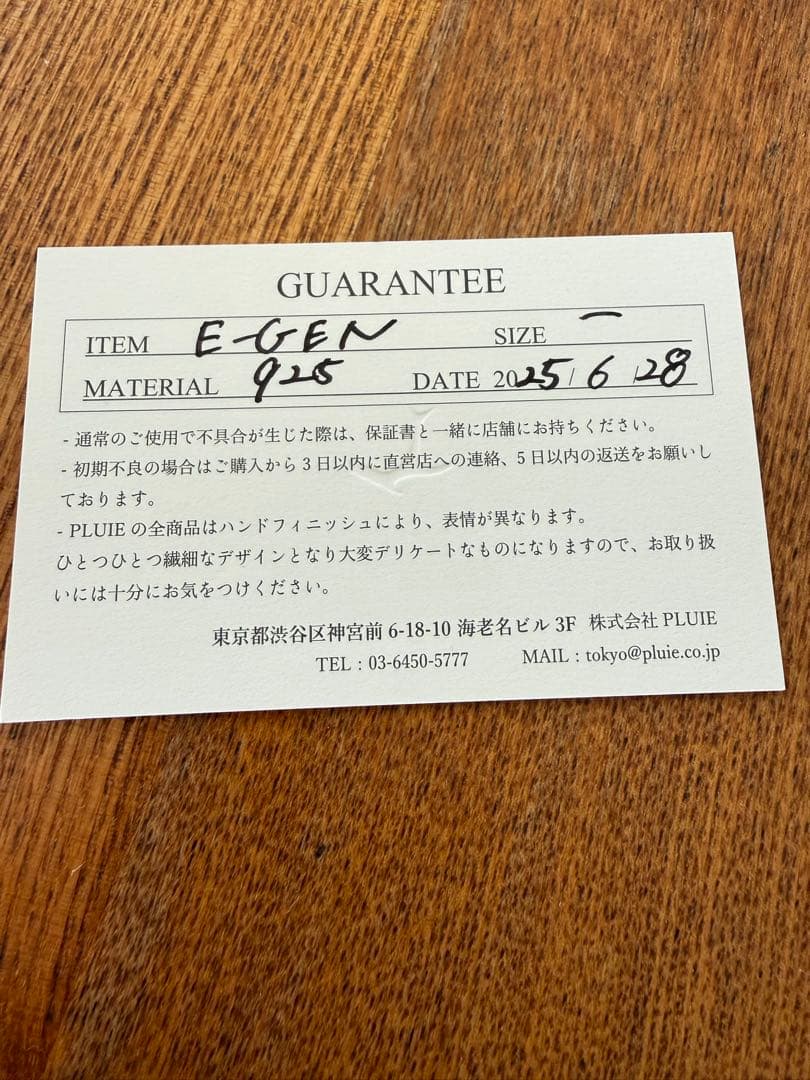 GUARANTEE
ITEM E-GEN SIZE —
MATERIAL 925 DATE 2025/6/28
- 通常のご使用で不具合が生じた際は、保証書と一緒に店舗にお持ちください。
- 初期不良の場合はご購入から3日以内に直営店への連絡、5日以内の返送をお願いし
ております。
- PLUIEの全商品はハンドフィニッシュにより、表情が異なります。
ひとつひとつ繊細なデザインとなり大変デリケートなものになりますので、お取り扱
いには十分にお気をつけください。
東京都渋谷区神宮前 6-18-10 海老名ビル 3F 株式会社 PLUIE
TEL : 03-6450-5777 MAIL : tokyo@pluie.co.jp